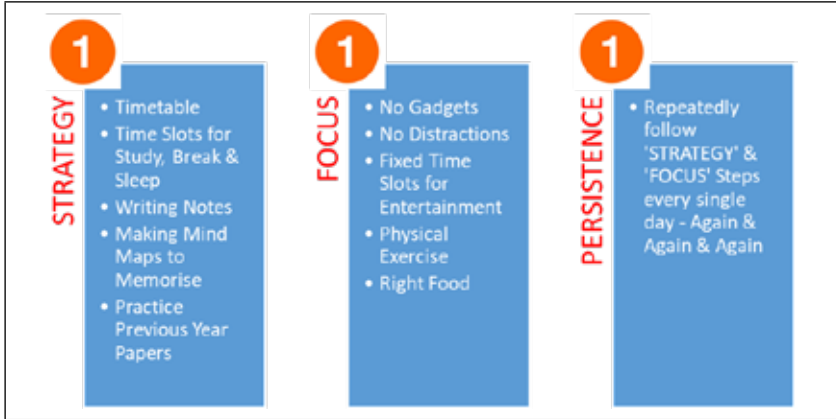 1
STRATEGY
• Timetable
• Time Slots for
Study, Break &
Sleep
• Writing Notes
• Making Mind
Maps to
Memorise
• Practice
Previous Year
Papers
1
FOCUS
• No Gadgets
• No Distractions
• Fixed Time
Slots for
Entertainment
• Physical
Exercise
• Right Food
1
PERSISTENCE
• Repeatedly
follow
'STRATEGY' &
'FOCUS' Steps
every single
day - Again &
Again & Again